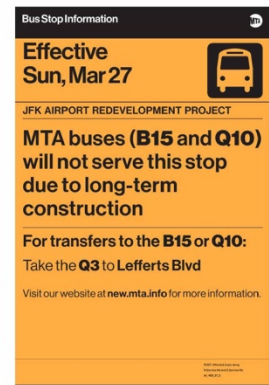 Bus Stop Information
MTA
Effective
Sun, Mar 27
JFK AIRPORT REDEVELOPMENT PROJECT
MTA buses (B15 and Q10)
will not serve this stop
due to long-term
construction
For transfers to the B15 or Q10:
Take the Q3 to Lefferts Blvd
Visit our website at new.mta.info for more information.